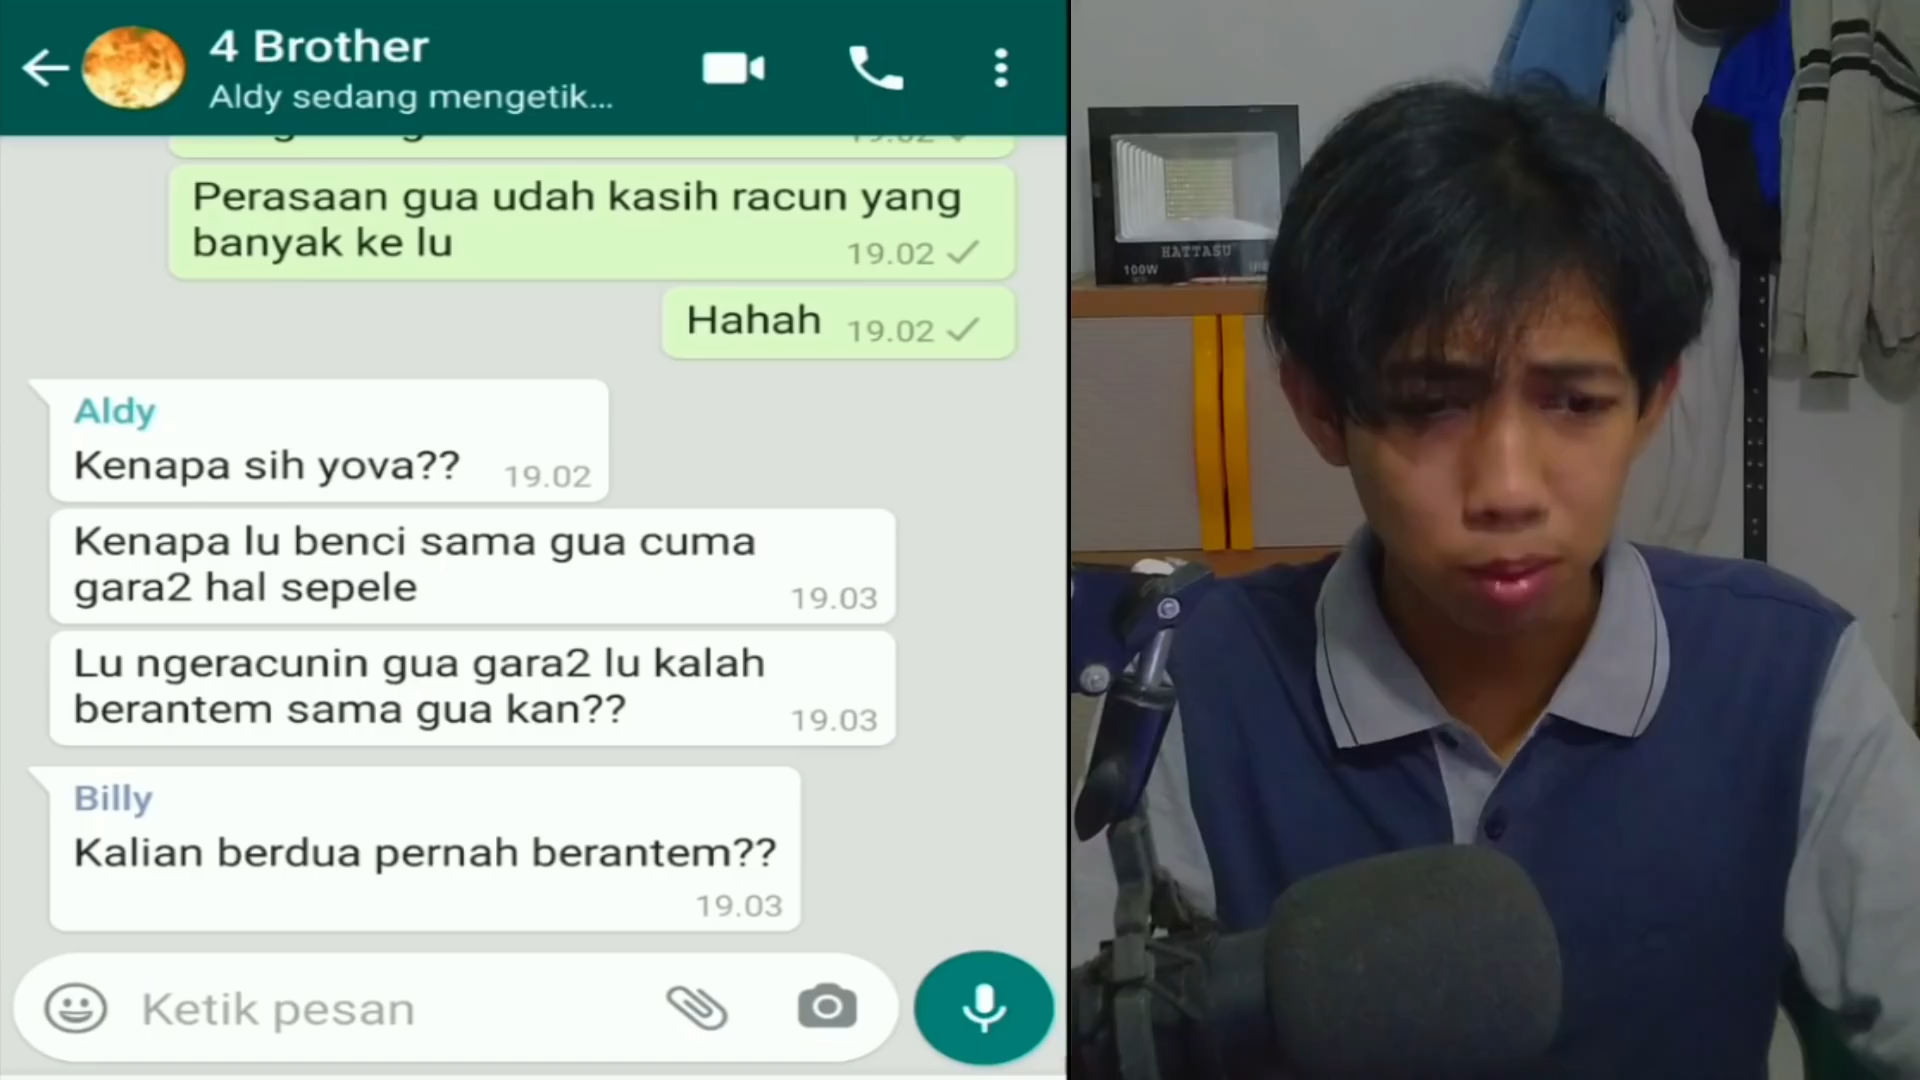 4 Brother
Aldy sedang mengetik...
Perasaan gua udah kasih racun yang
banyak ke lu
19.02
Hahah 19.02
Aldy
Kenapa sih yova?? 19.02
Kenapa lu benci sama gua cuma
gara2 hal sepele
19.03
Lu ngeracunin gua gara2 lu kalah
berantem sama gua kan??
19.03
Billy
Kalian berdua pernah berantem??
19.03
Ketik pesan
HATTASU
100W